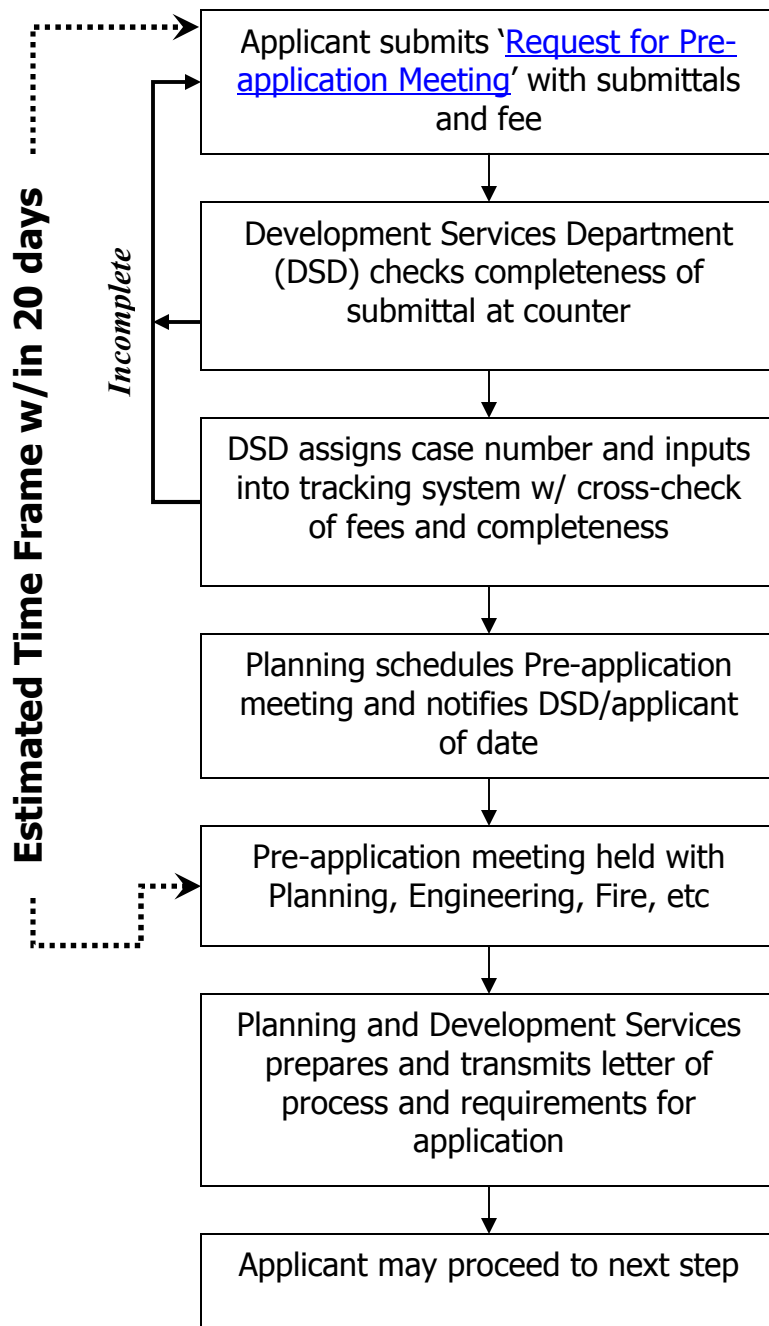 Applicant submits ‘Request for Pre-
application Meeting’ with submittals
and fee
Development Services Department
(DSD) checks completeness of
submittal at counter
Incomplete
Estimated Time Frame w/in 20 days
DSD assigns case number and inputs
into tracking system w/ cross-check
of fees and completeness
Planning schedules Pre-application
meeting and notifies DSD/applicant
of date
Pre-application meeting held with
Planning, Engineering, Fire, etc
Planning and Development Services
prepares and transmits letter of
process and requirements for
application
Applicant may proceed to next step